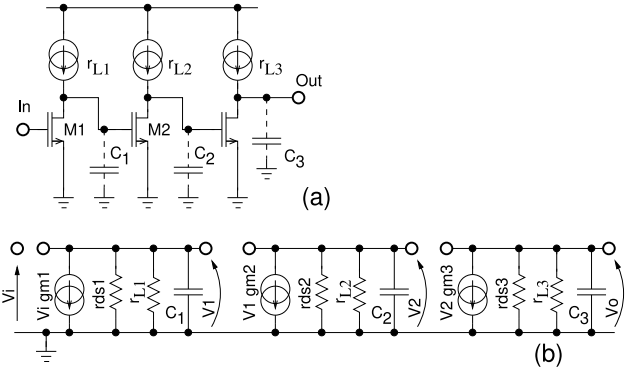 rL1
rL2
rL3
Out
In
M1
M2
C1
C2
C3
(a)
Vi
Vi gm1
rds1
rL1
C1
V1
V1 gm2
rds2
rL2
C2
V2
V2 gm3
rds3
rL3
C3
Vo
(b)